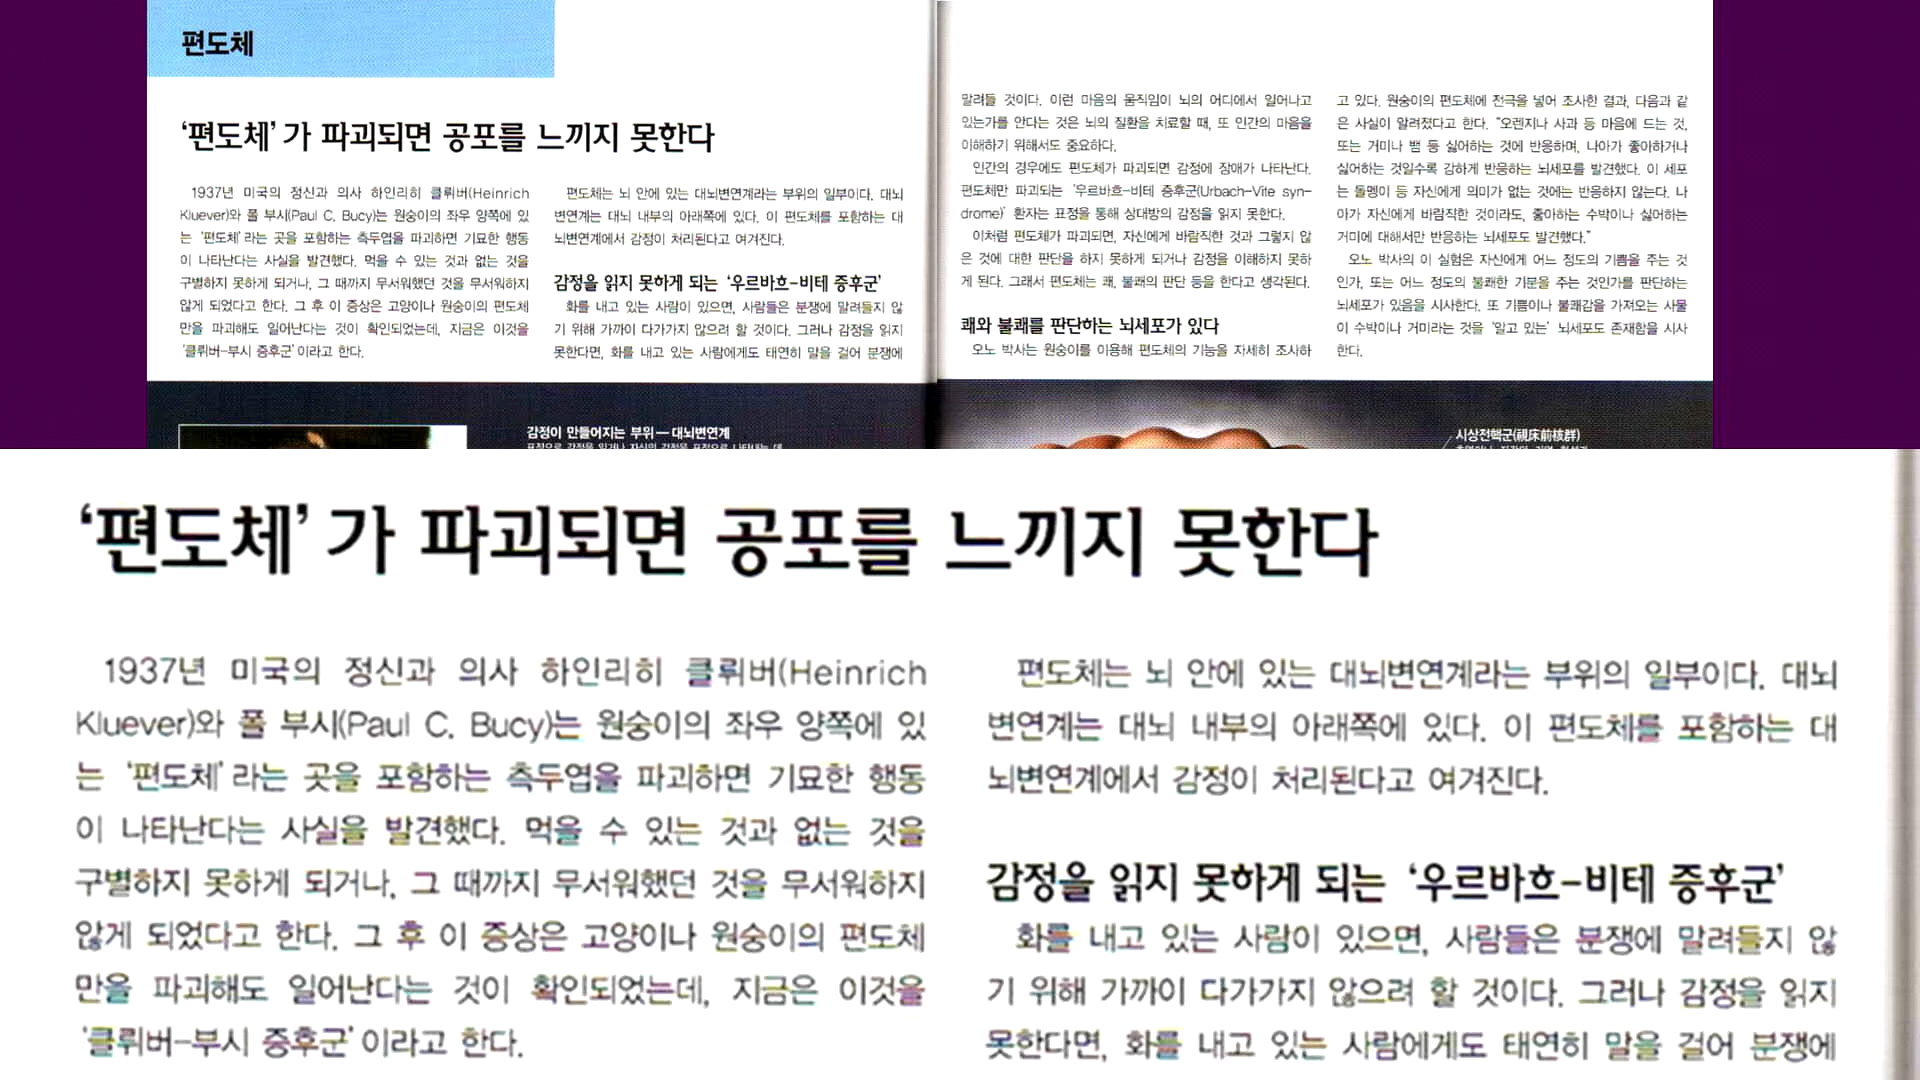 편도체
‘편도체’가 파괴되면 공포를 느끼지 못한다
1937년 미국의 정신과 의사 하인리히 클뤼버(Heinrich
Kluever)와 폴 부시(Paul C. Bucy)는 원숭이의 좌우 양쪽에 있
는 ‘편도체’라는 곳을 포함하는 측두엽을 파괴하면 기묘한 행동
이 나타난다는 사실을 발견했다. 먹을 수 있는 것과 없는 것을
구별하지 못하게 되거나, 그 때까지 무서워했던 것을 무서워하지
않게 되었다고 한다. 그 후 이 증상은 고양이나 원숭이의 편도체
만을 파괴해도 일어난다는 것이 확인되었는데, 지금은 이것을
‘클뤼버-부시 증후군’이라고 한다.
편도체는 뇌 안에 있는 대뇌변연계라는 부위의 일부이다. 대뇌
변연계는 대뇌 내부의 아래쪽에 있다. 이 편도체를 포함하는 대
뇌변연계에서 감정이 처리된다고 여겨진다.
감정을 읽지 못하게 되는 ‘우르바흐-비테 증후군’
화를 내고 있는 사람이 있으면, 사람들은 분쟁에 말려들지 않
기 위해 가까이 다가가지 않으려 할 것이다. 그러나 감정을 읽지
못한다면, 화를 내고 있는 사람에게도 태연히 말을 걸어 분쟁에
말려들 것이다. 이런 마음의 움직임이 뇌의 어디에서 일어나고
있는가를 안다는 것은 뇌의 질환을 치료할 때, 또 인간의 마음을
이해하기 위해서도 중요하다.
인간의 경우에도 편도체가 파괴되면 감정에 장애가 나타난다.
편도체만 파괴되는 ‘우르바흐-비테 증후군(Urbach-Vite syn-
drome)’ 환자는 표정을 통해 상대방의 감정을 읽지 못한다.
이처럼 편도체가 파괴되면, 자신에게 바람직한 것과 그렇지 않
은 것에 대한 판단을 하지 못하게 되거나 감정을 이해하지 못하
게 된다. 그래서 편도체는 쾌, 불쾌의 판단 등을 한다고 생각된다.
쾌와 불쾌를 판단하는 뇌세포가 있다
오노 박사는 원숭이를 이용해 편도체의 기능을 자세히 조사하
고 있다. 원숭이의 편도체에 전극을 넣어 조사한 결과, 다음과 같
은 사실이 알려졌다고 한다. “오렌지나 사과 등 마음에 드는 것,
또는 거미나 뱀 등 싫어하는 것에 반응하며, 나아가 좋아하거나
싫어하는 것일수록 강하게 반응하는 뇌세포를 발견했다. 이 세포
는 돌멩이 등 자신에게 의미가 없는 것에는 반응하지 않는다. 나
아가 자신에게 바람직한 것이라도, 좋아하는 수박이나 싫어하는
거미에 대해서만 반응하는 뇌세포도 발견했다.”
오노 박사의 이 실험은 자신에게 어느 정도의 기쁨을 주는 것
인가, 또는 어느 정도의 불쾌한 기분을 주는 것인가를 판단하는
뇌세포가 있음을 시사한다. 또 기쁨이나 불쾌감을 가져오는 사물
이 수박이나 거미라는 것을 ‘알고 있는’ 뇌세포도 존재함을 시사
한다.
감정이 만들어지는 부위 — 대뇌변연계
시상전핵군(視床前核群)
‘편도체’가 파괴되면 공포를 느끼지 못한다
1937년 미국의 정신과 의사 하인리히 클뤼버(Heinrich
Kluever)와 폴 부시(Paul C. Bucy)는 원숭이의 좌우 양쪽에 있
는 ‘편도체’라는 곳을 포함하는 측두엽을 파괴하면 기묘한 행동
이 나타난다는 사실을 발견했다. 먹을 수 있는 것과 없는 것을
구별하지 못하게 되거나, 그 때까지 무서워했던 것을 무서워하지
않게 되었다고 한다. 그 후 이 증상은 고양이나 원숭이의 편도체
만을 파괴해도 일어난다는 것이 확인되었는데, 지금은 이것을
‘클뤼버-부시 증후군’이라고 한다.
편도체는 뇌 안에 있는 대뇌변연계라는 부위의 일부이다. 대뇌
변연계는 대뇌 내부의 아래쪽에 있다. 이 편도체를 포함하는 대
뇌변연계에서 감정이 처리된다고 여겨진다.
감정을 읽지 못하게 되는 ‘우르바흐-비테 증후군’
화를 내고 있는 사람이 있으면, 사람들은 분쟁에 말려들지 않
기 위해 가까이 다가가지 않으려 할 것이다. 그러나 감정을 읽지
못한다면, 화를 내고 있는 사람에게도 태연히 말을 걸어 분쟁에